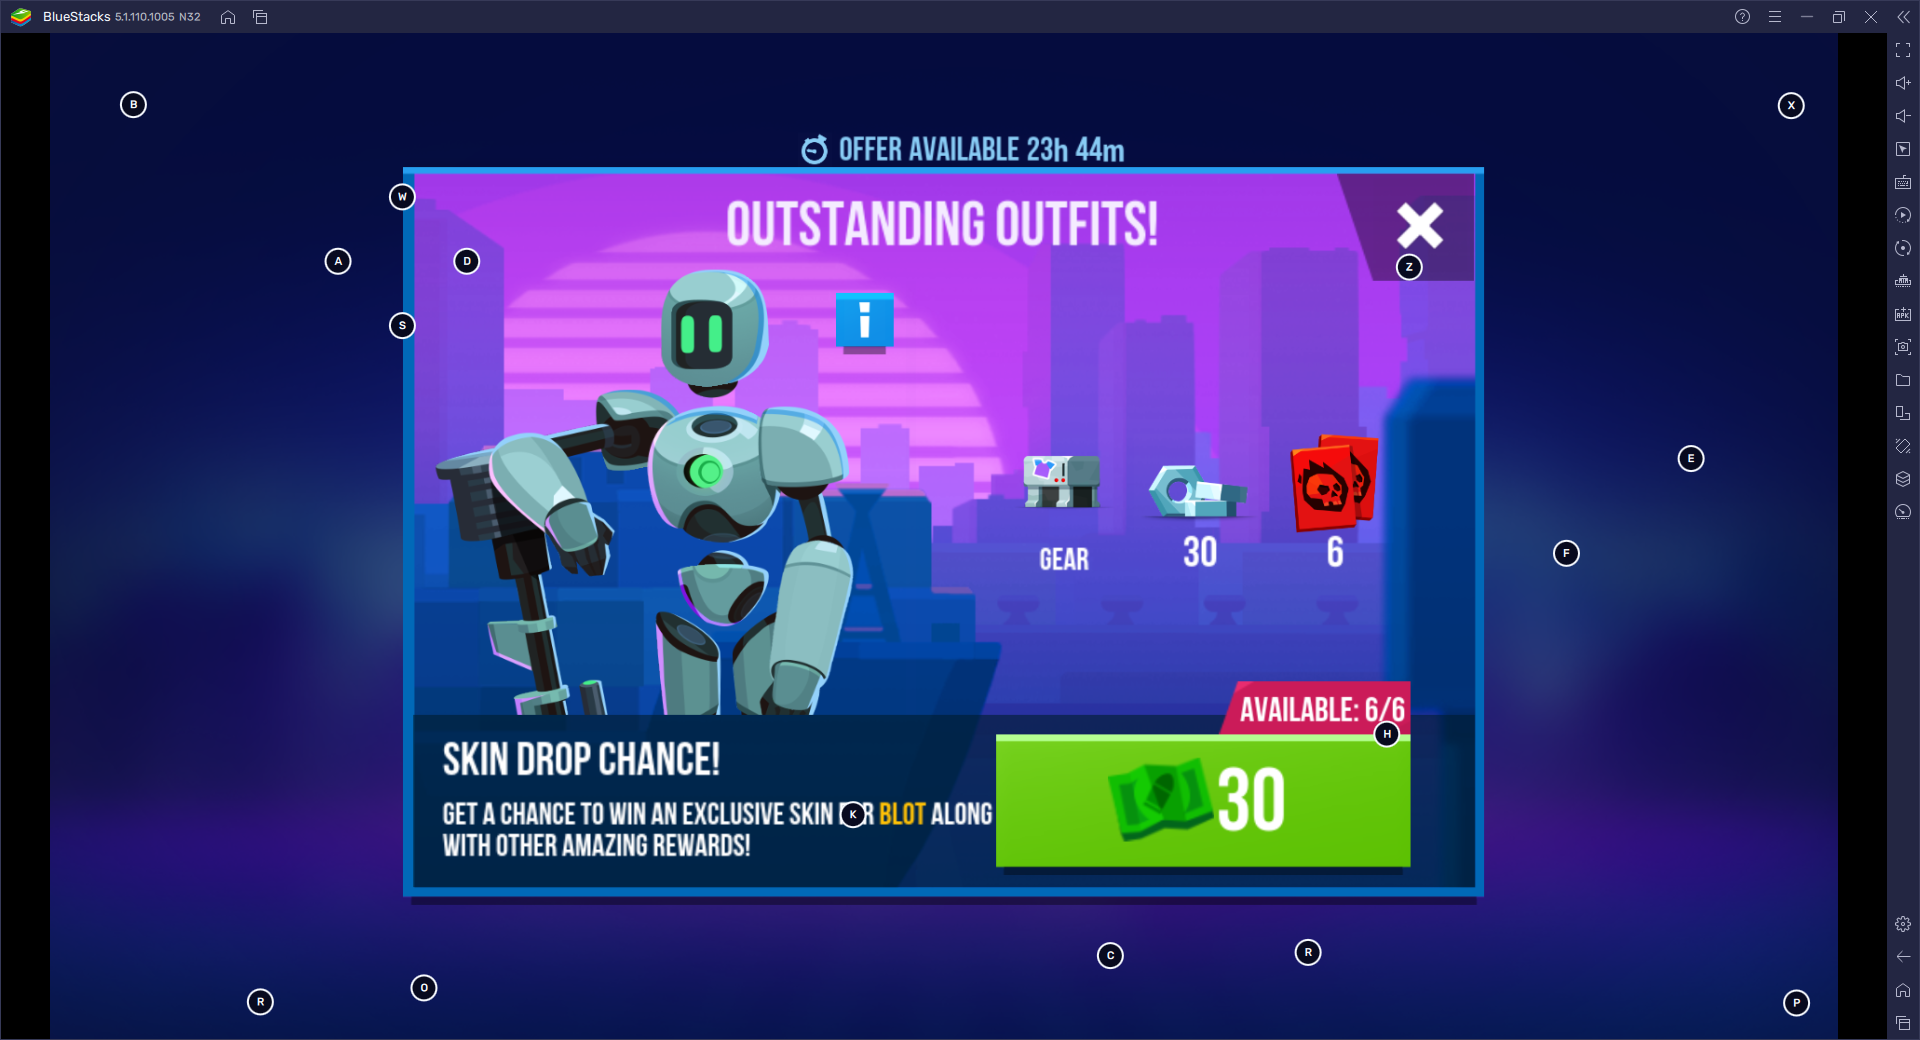 BlueStacks 5.1.110.1005 N32
B
X
OFFER AVAILABLE 23h 44m
W
OUTSTANDING OUTFITS!
A
D
Z
i
S
E
GEAR
30
6
F
AVAILABLE: 6/6
H
SKIN DROP CHANCE!
30
GET A CHANCE TO WIN AN EXCLUSIVE SKIN K R BLOT ALONG
WITH OTHER AMAZING REWARDS!
C
R
O
R
P